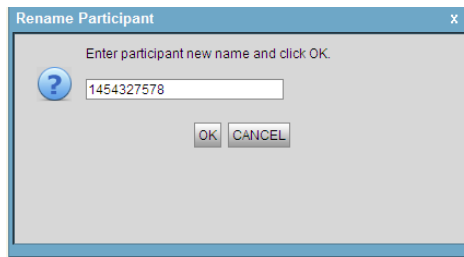 Rename Participant x
Enter participant new name and click OK.
?
1454327578
OK CANCEL